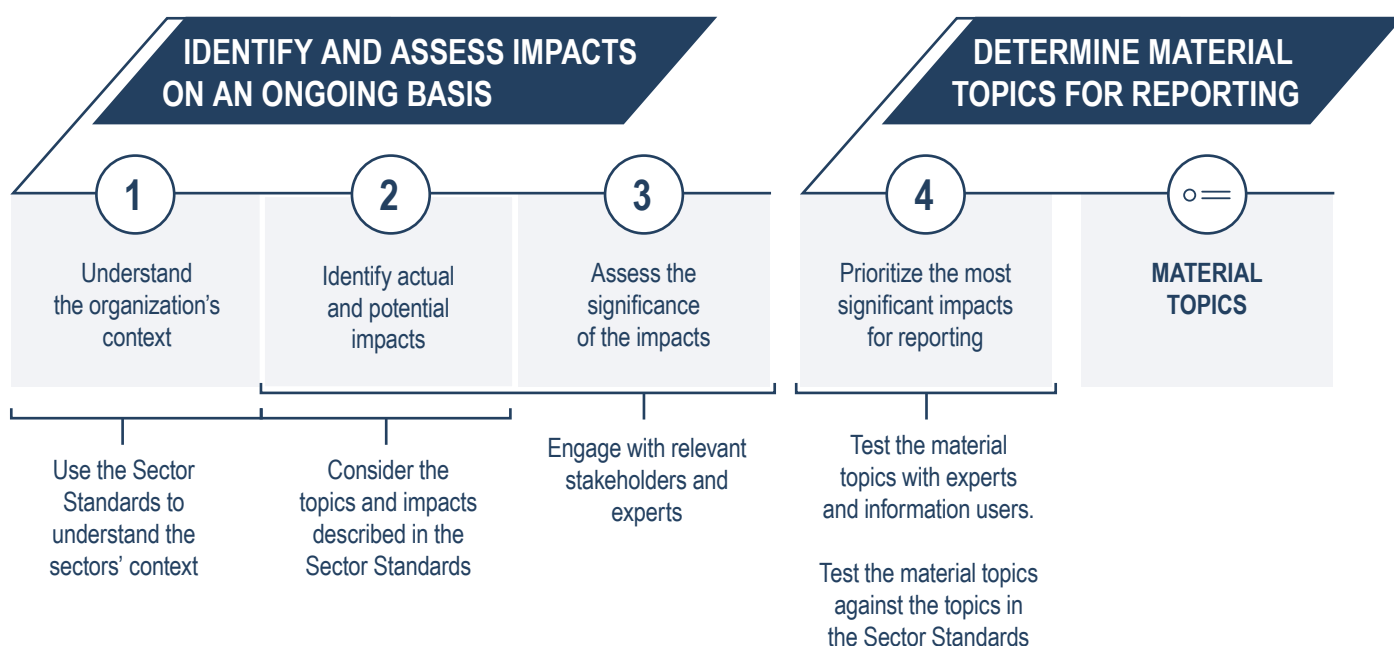 IDENTIFY AND ASSESS IMPACTS
ON AN ONGOING BASIS
DETERMINE MATERIAL
TOPICS FOR REPORTING
1
Understand
the organization's
context
2
Identify actual
and potential
impacts
3
Assess the
significance
of the impacts
4
Prioritize the most
significant impacts
for reporting
MATERIAL
TOPICS
Use the Sector
Standards to
understand the
sectors' context
Consider the
topics and impacts
described in the
Sector Standards
Engage with relevant
stakeholders and
experts
Test the material
topics with experts
and information users.
Test the material topics
against the topics in
the Sector Standards